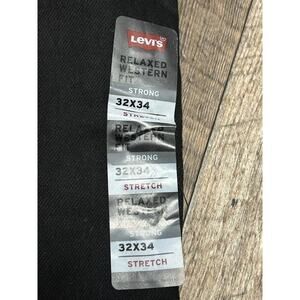 LEVI'S
RELAXED
WESTERN
FIT
STRONG
32X34
STRETCH
RELAXED
WESTERN
FIT
STRONG
32X34
STRETCH
RELAXED
WESTERN
FIT
STRONG
32X34
STRETCH